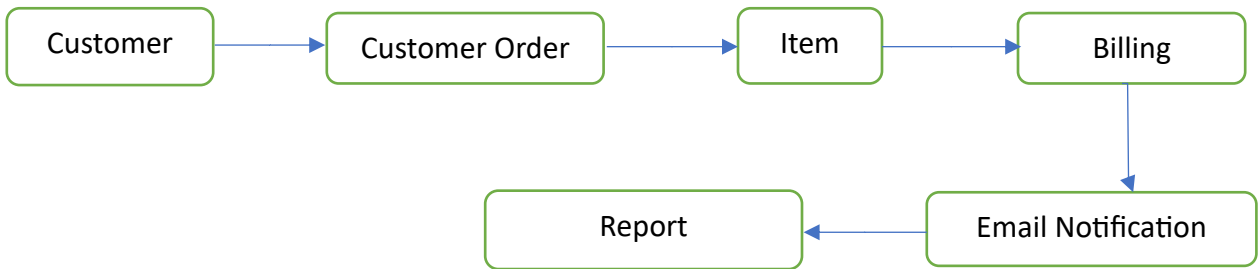 Customer
Customer Order
Item
Billing
Report
Email Notification